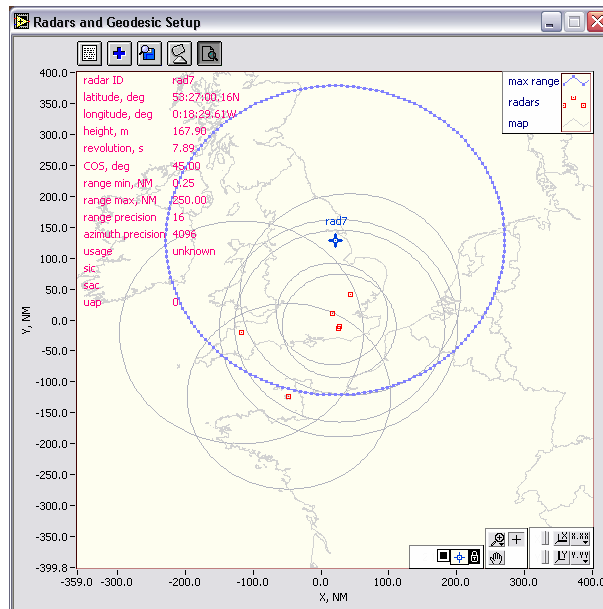 Radars and Geodesic Setup
400.0
350.0
300.0
250.0
200.0
150.0
100.0
50.0
0.0
-50.0
-100.0
-150.0
-200.0
-250.0
-300.0
-350.0
-399.8
Y, NM
radar ID rad7
latitude, deg 53:27:00.16N
longitude, deg 0:18:29.61W
height, m 167.90
revolution, s 7.89
COS, deg 45.00
range min, NM 0.25
range max, NM 250.00
range precision 16
azimuth precision 4096
usage unknown
sic
sac
uap 0
max range
radars
map
rad7
X X.XX
Y Y.YY
-359.0 -300.0 -200.0 -100.0 0.0 100.0 200.0 300.0 400.0
X, NM